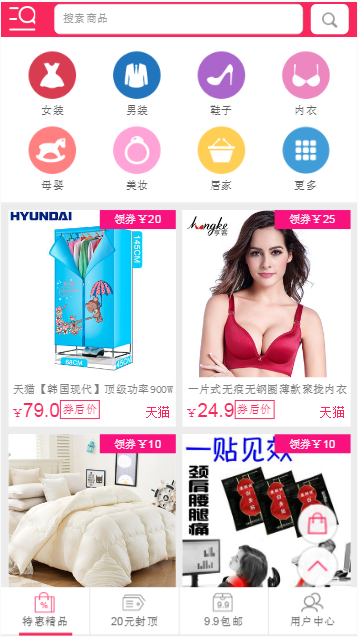 搜索商品
女装
男装
鞋子
内衣
母婴
美妆
居家
更多
HYUNDAI
领券￥20
145CM
68CM
hongke
亨客
领券￥25
天猫【韩国现代】顶级功率900W
￥79.0 券后价 天猫
一片式无痕无钢圈薄款聚拢内衣
￥24.9 券后价 天猫
领券￥10
领券￥10
一贴见效
颈肩腰腿痛
特惠精品
20元封顶
9.9
9.9包邮
用户中心